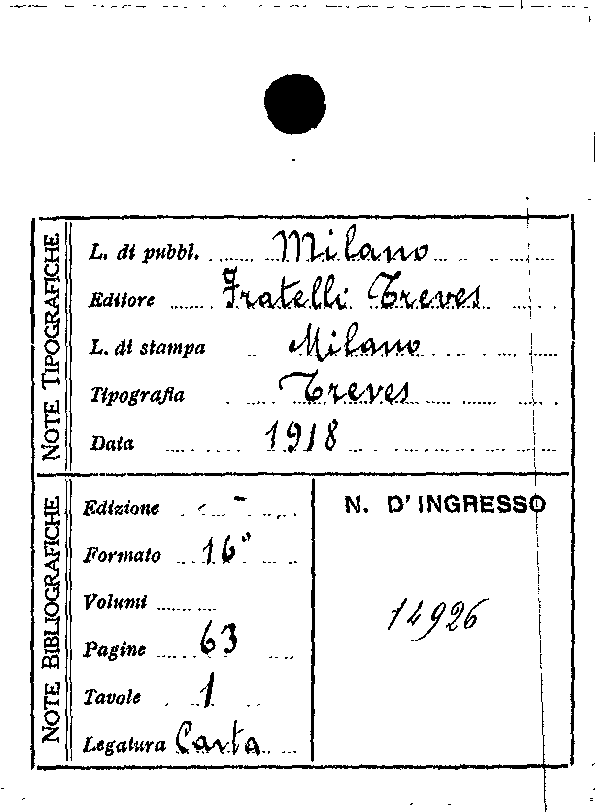 NOTE TIPOGRAFICHE
L. di pubbl. Milano
Editore Fratelli Treves
L. di stampa Milano
Tipografia Treves
Data 1918
NOTE BIBLIOGRAFICHE
Edizione -
Formato 16°
Volumi
Pagine 63
Tavole 1
Legatura Carta
N. D'INGRESSO
14926